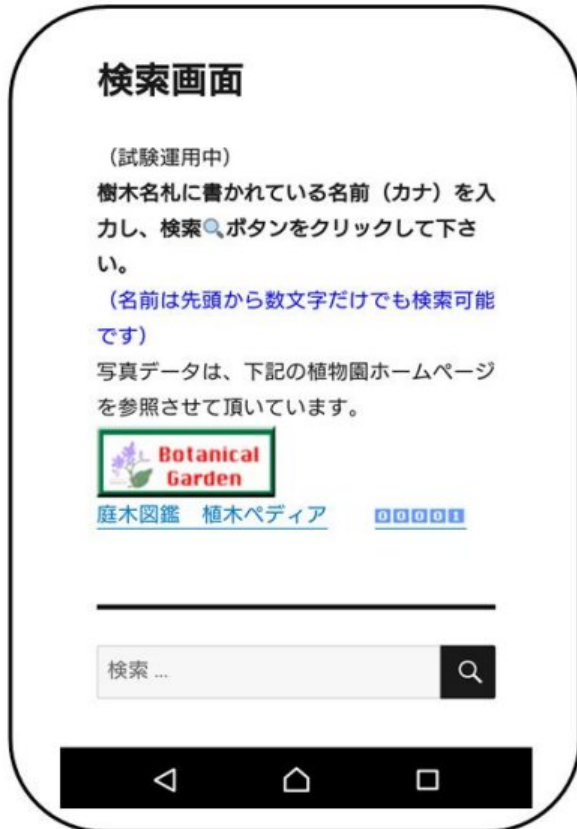 検索画面
（試験運用中）
樹木名札に書かれている名前（カナ）を入
力し、検索🔍ボタンをクリックして下さ
い。
（名前は先頭から数文字だけでも検索可能
です）
写真データは、下記の植物園ホームページ
を参照させて頂いています。
Botanical
Garden
庭木図鑑　植木ペディア　00001
検索 ...